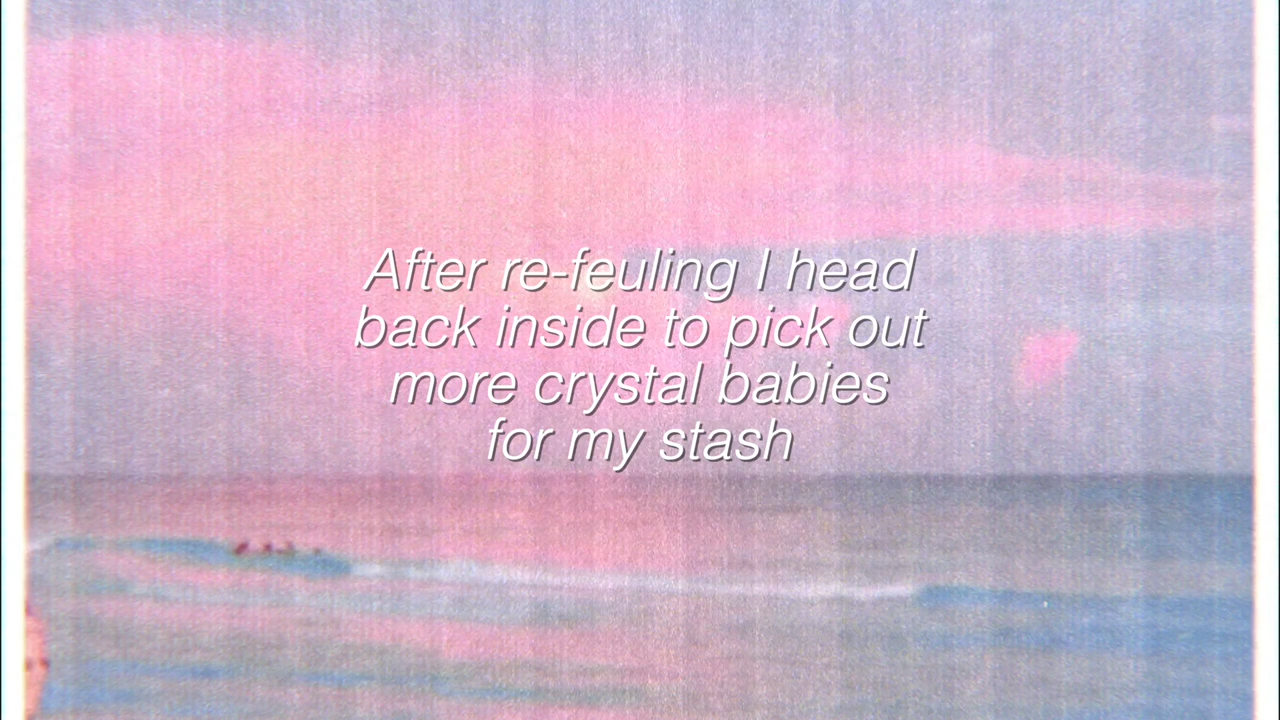 After re-feuling I head
back inside to pick out
more crystal babies
for my stash